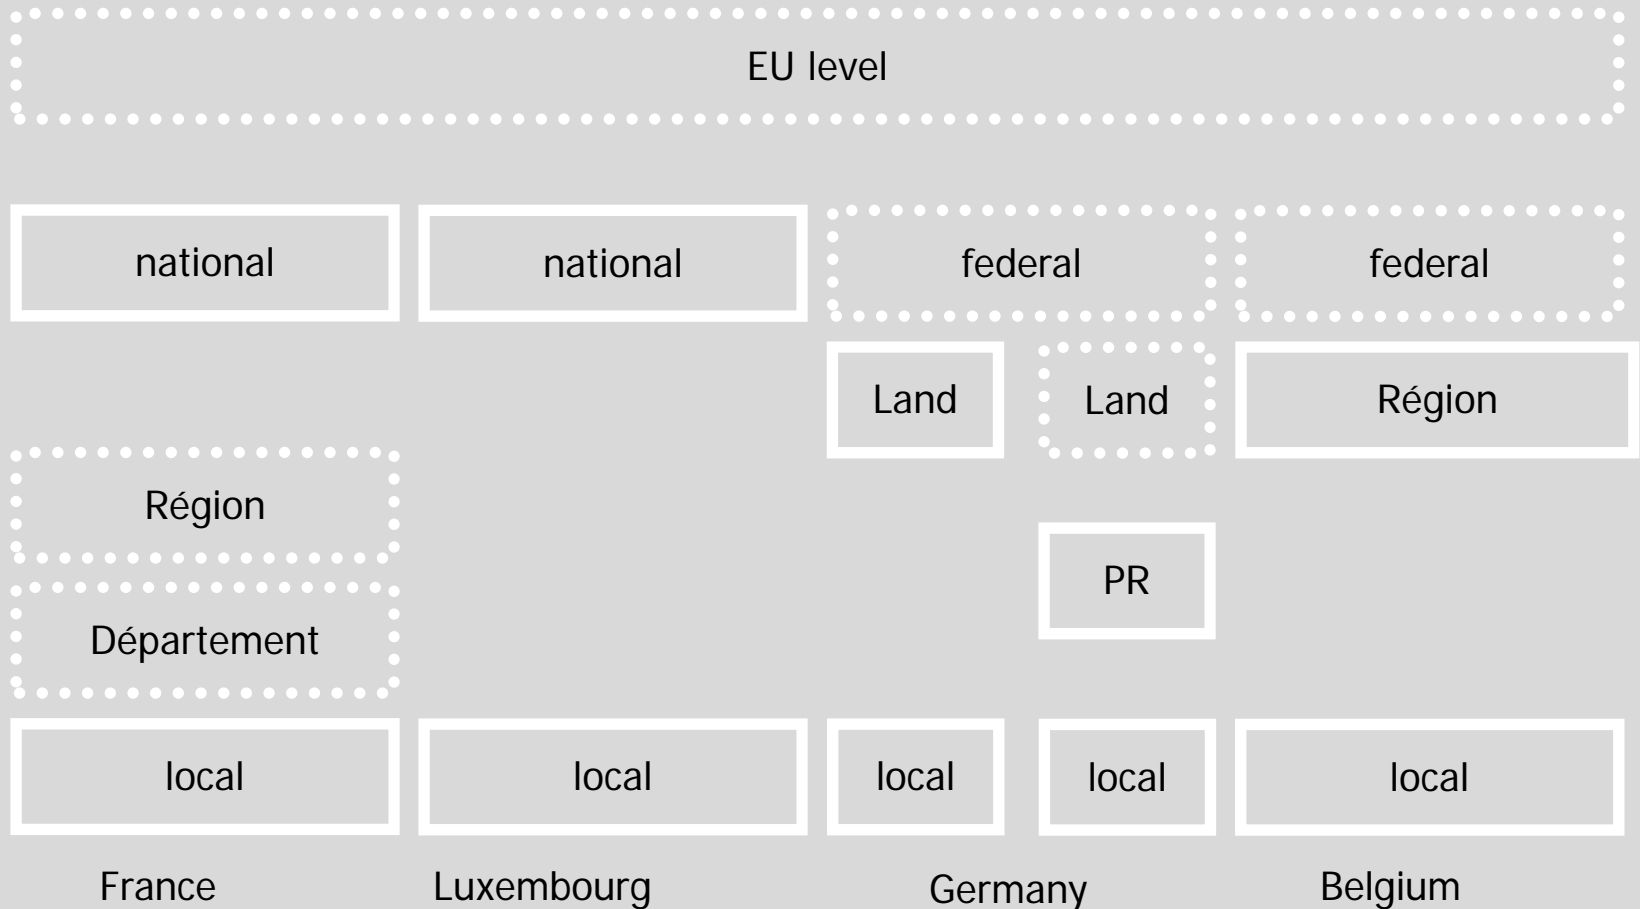 EU level
national
national
federal
federal
Land
Land
Région
Région
PR
Département
local
local
local
local
local
France
Luxembourg
Germany
Belgium